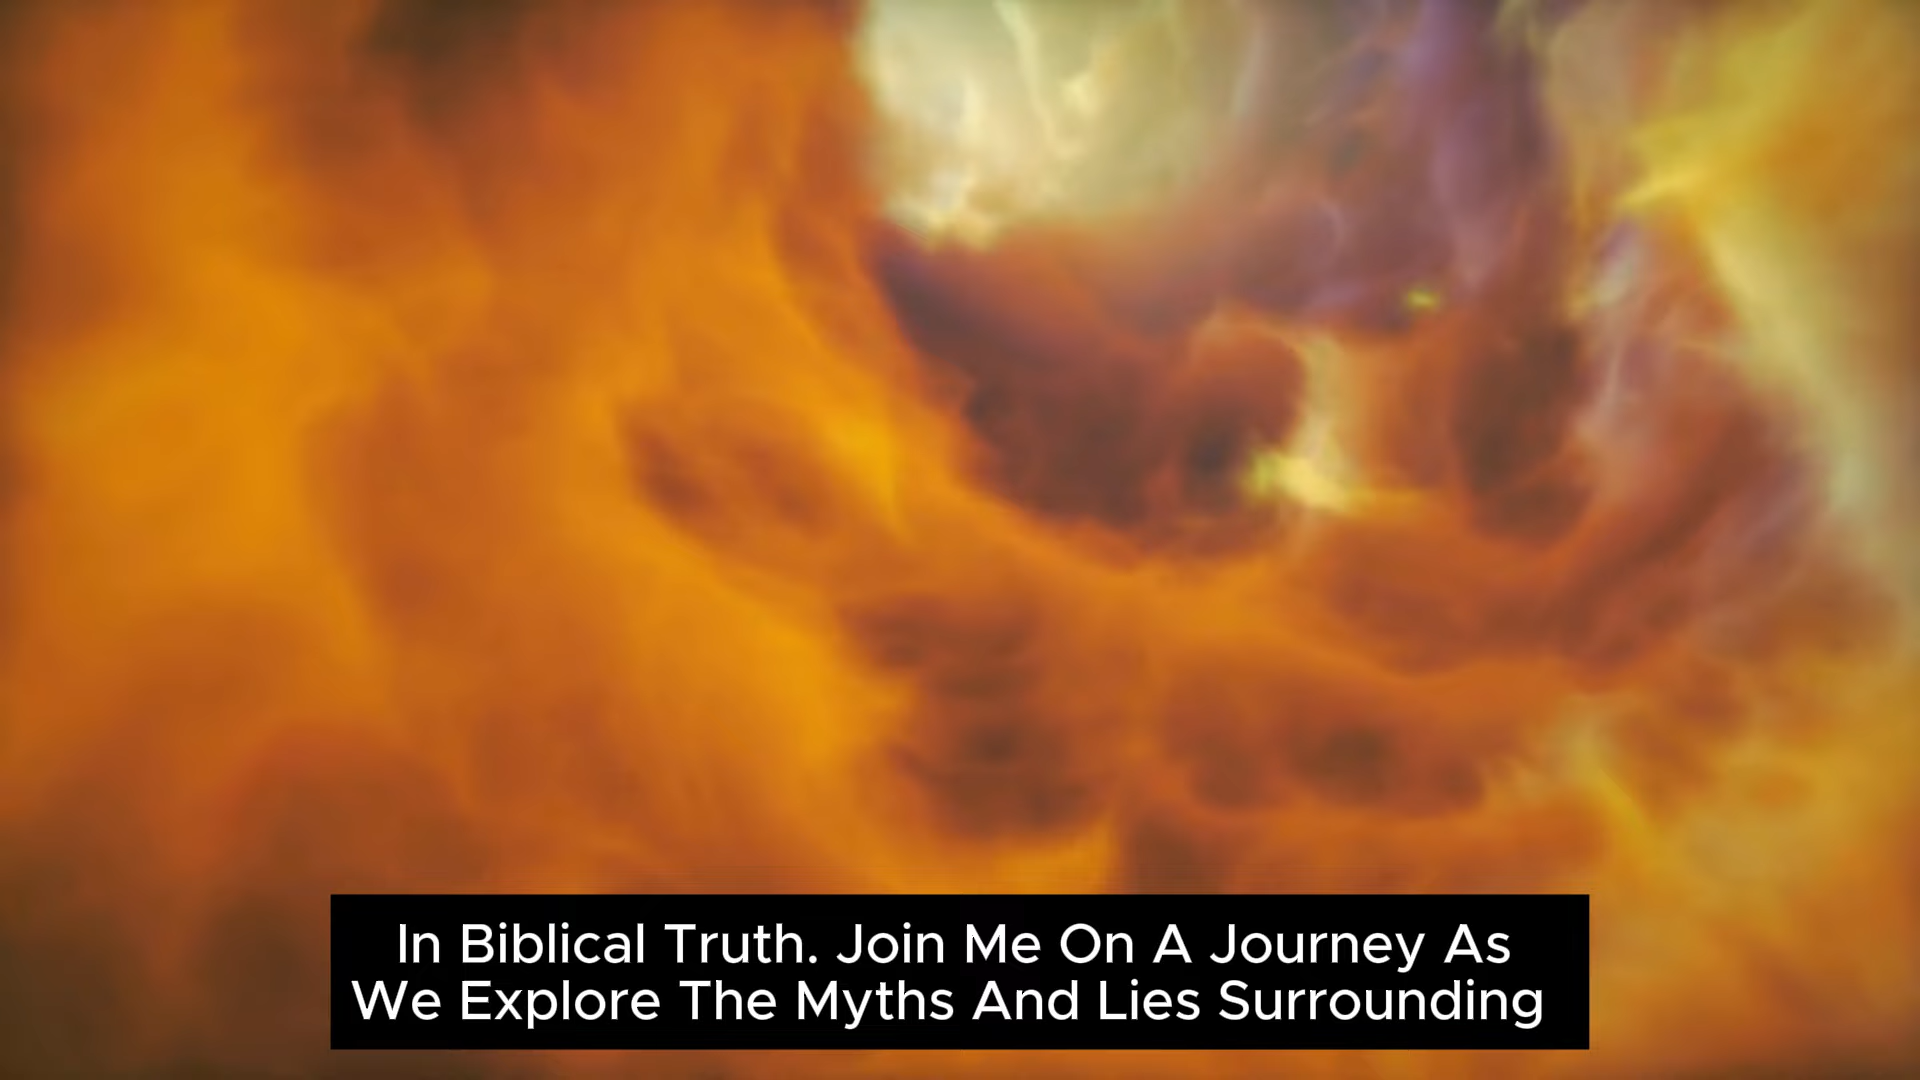 In Biblical Truth. Join Me On A Journey As
We Explore The Myths And Lies Surrounding